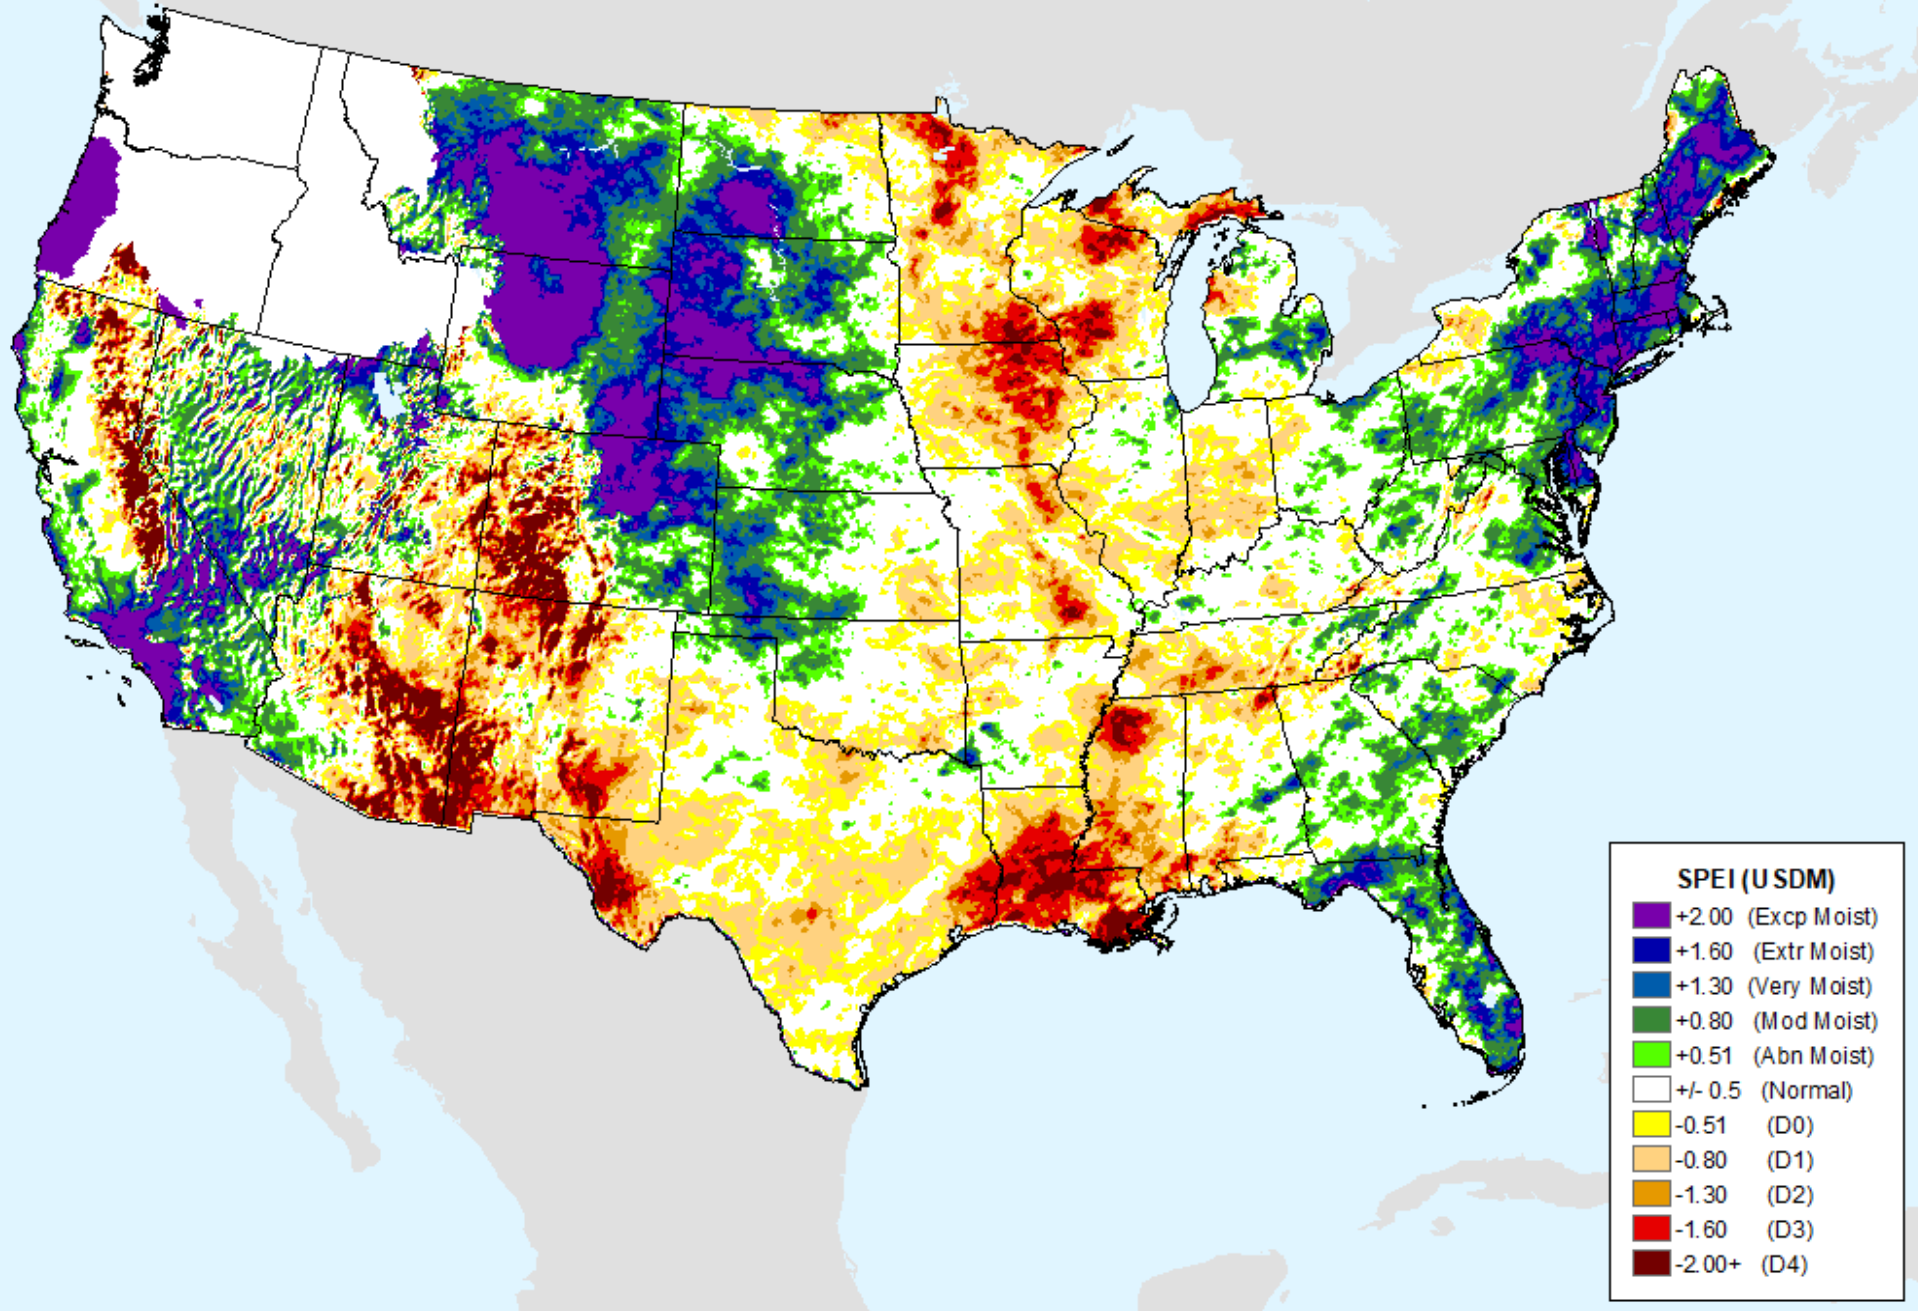 SPEI (USDM)
+2.00 (Excp Moist)
+1.60 (Extr Moist)
+1.30 (Very Moist)
+0.80 (Mod Moist)
+0.51 (Abn Moist)
+/- 0.5 (Normal)
-0.51 (D0)
-0.80 (D1)
-1.30 (D2)
-1.60 (D3)
-2.00+ (D4)